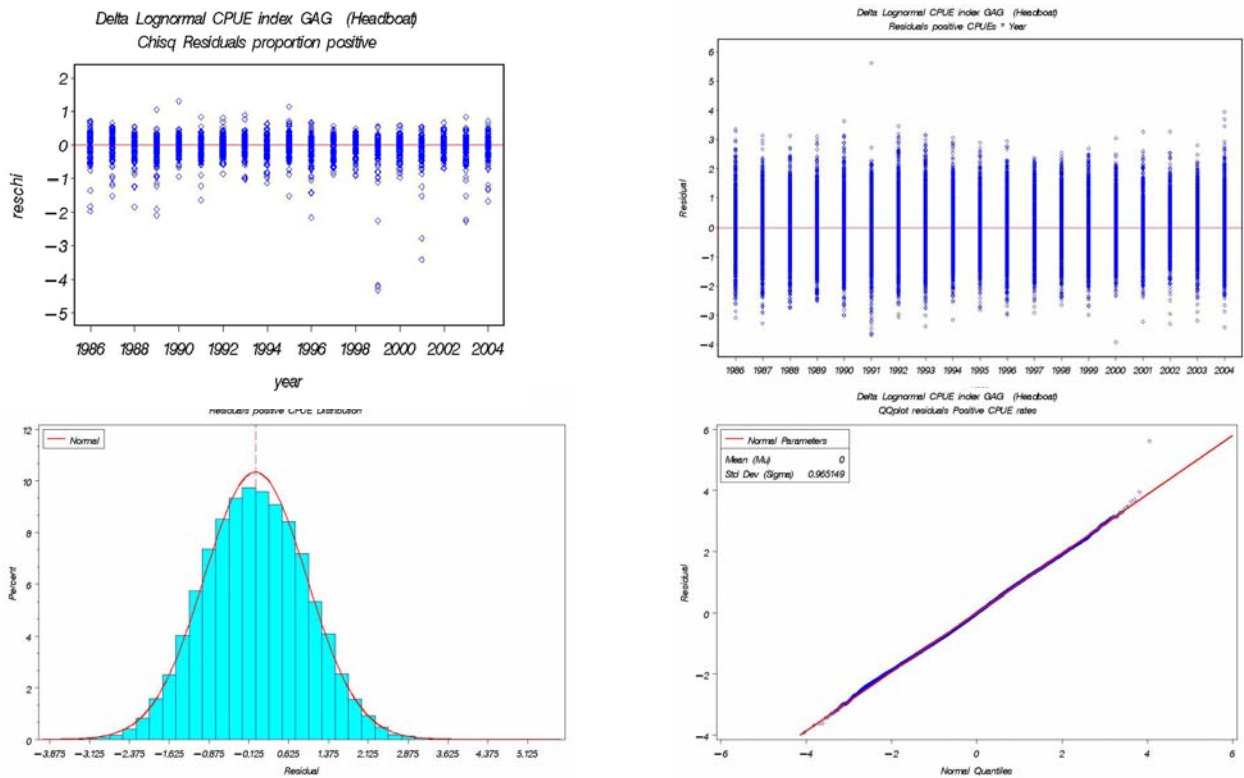 Delta Lognormal CPUE index GAG (Headboat)
Chisq Residuals proportion positive
2
1
0
−1
−2
−3
−4
−5
reschi
1986 1988 1990 1992 1994 1996 1998 2000 2002 2004
year
Delta Lognormal CPUE index GAG (Headboat)
Residuals positive CPUEs * Year
6
5
4
3
2
1
0
−1
−2
−3
−4
Residual
1986 1987 1988 1989 1990 1991 1992 1993 1994 1995 1996 1997 1998 1999 2000 2001 2002 2003 2004
Residuals positive CPUE Distribution
Normal
12
10
8
6
4
2
0
Percent
−3.875 −3.125 −2.375 −1.625 −0.875 −0.125 0.625 1.375 2.125 2.875 3.625 4.375 5.125
Residual
Delta Lognormal CPUE index GAG (Headboat)
QQplot residuals Positive CPUE rates
Normal Parameters
Mean (Mu) 0
Std Dev (Sigma) 0.965149
6
4
2
0
−2
−4
Residual
−6 −4 −2 0 2 4 6
Normal Quantiles